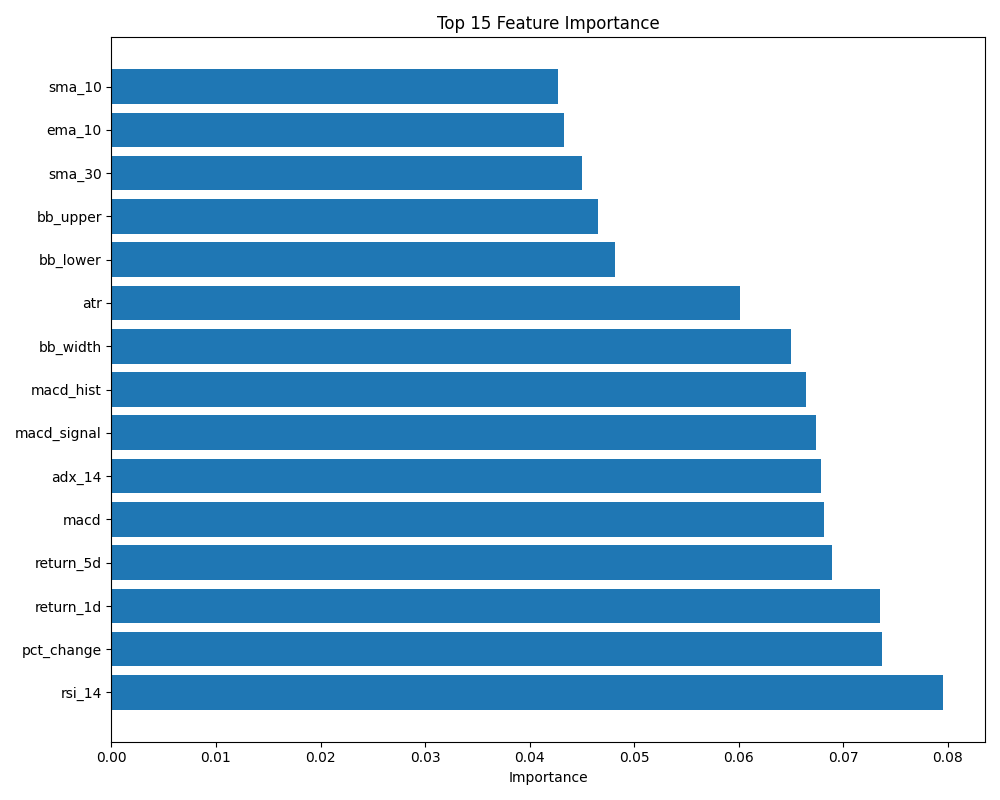 Top 15 Feature Importance
sma_10
ema_10
sma_30
bb_upper
bb_lower
atr
bb_width
macd_hist
macd_signal
adx_14
macd
return_5d
return_1d
pct_change
rsi_14
0.00 0.01 0.02 0.03 0.04 0.05 0.06 0.07 0.08
Importance